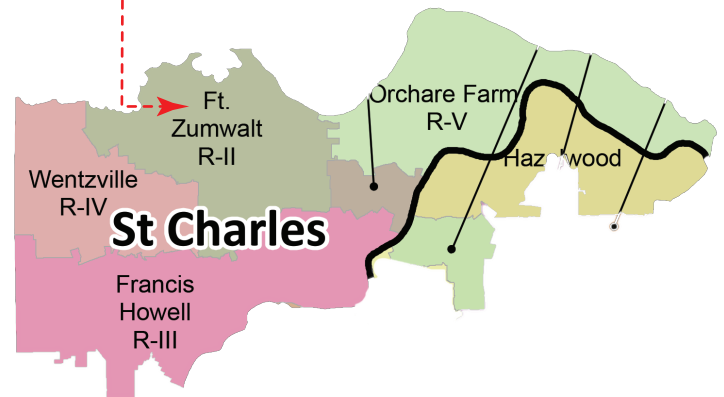 Ft.
Zumwalt
R-II
Orchare Farm
R-V
Hazelwood
Wentzville
R-IV
St Charles
Francis
Howell
R-III